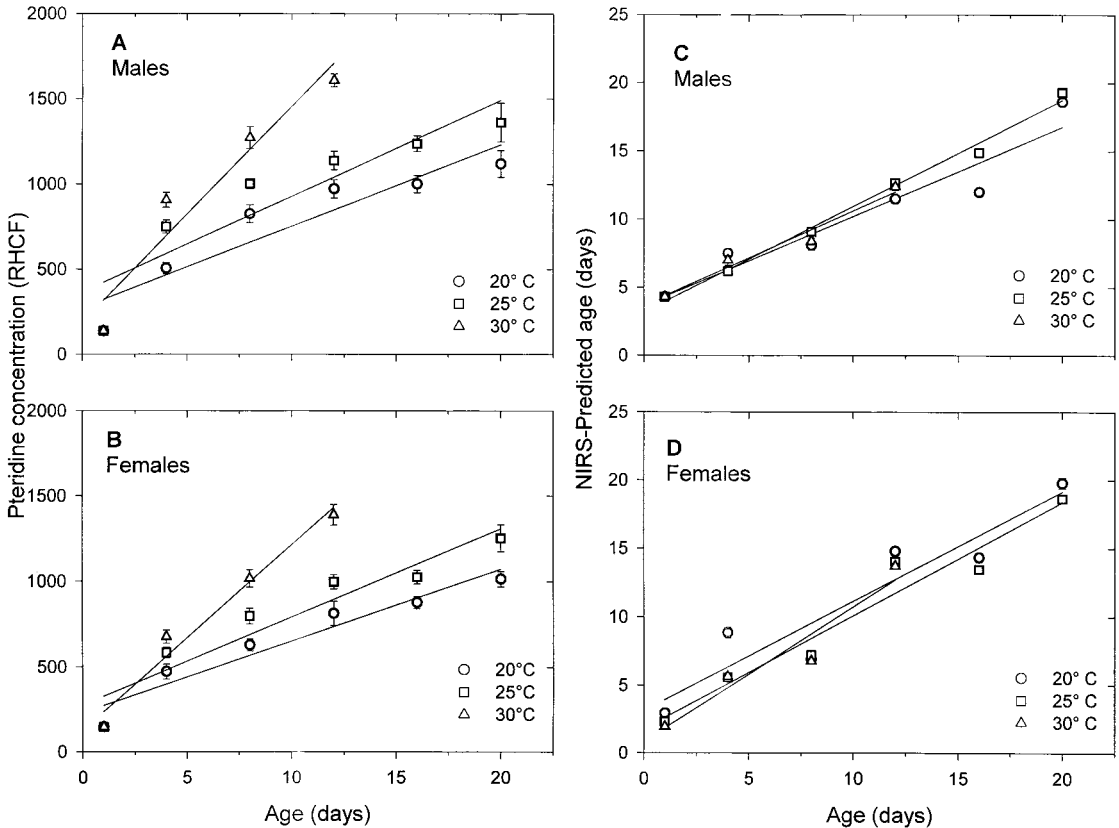 A
Males
2000
1500
1000
500
0
20° C
25° C
30° C
B
Females
2000
1500
1000
500
0
0
5
10
15
20
20°C
25°C
30°C
Pteridine concentration (RHCF)
Age (days)
C
Males
25
20
15
10
5
0
20° C
25° C
30° C
D
Females
25
20
15
10
5
0
0
5
10
15
20
20° C
25° C
30° C
NIRS-Predicted age (days)
Age (days)